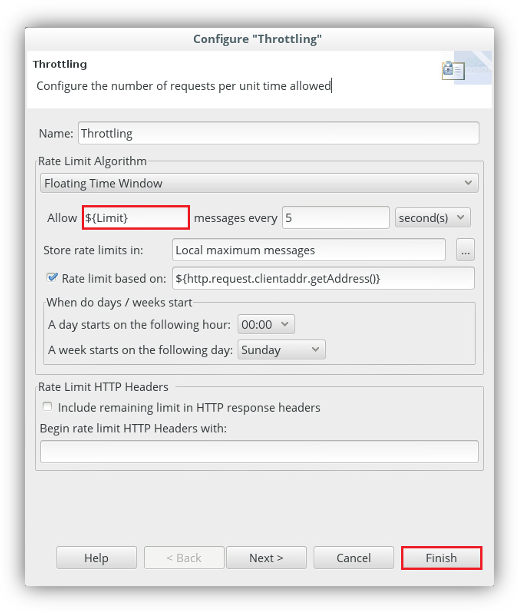 Configure "Throttling"
Throttling
Configure the number of requests per unit time allowed
Name: Throttling
Rate Limit Algorithm
Floating Time Window
Allow ${Limit} messages every 5 second(s)
Store rate limits in: Local maximum messages ...
Rate limit based on: ${http.request.clientaddr.getAddress()}
When do days / weeks start
A day starts on the following hour: 00:00
A week starts on the following day: Sunday
Rate Limit HTTP Headers
Include remaining limit in HTTP response headers
Begin rate limit HTTP Headers with:
Help < Back Next > Cancel Finish